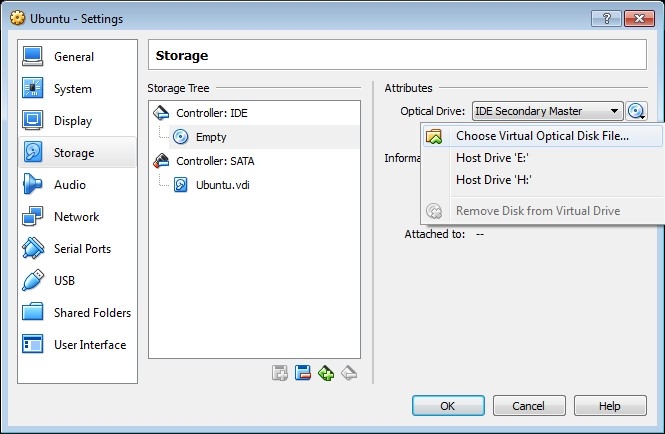 Ubuntu - Settings
General
System
Display
Storage
Audio
Network
Serial Ports
USB
Shared Folders
User Interface
Storage
Storage Tree
Controller: IDE
Empty
Controller: SATA
Ubuntu.vdi
Attributes
Optical Drive: IDE Secondary Master
Choose Virtual Optical Disk File...
Host Drive 'E:'
Host Drive 'H:'
Remove Disk from Virtual Drive
Informa
Attached to: --
OK
Cancel
Help